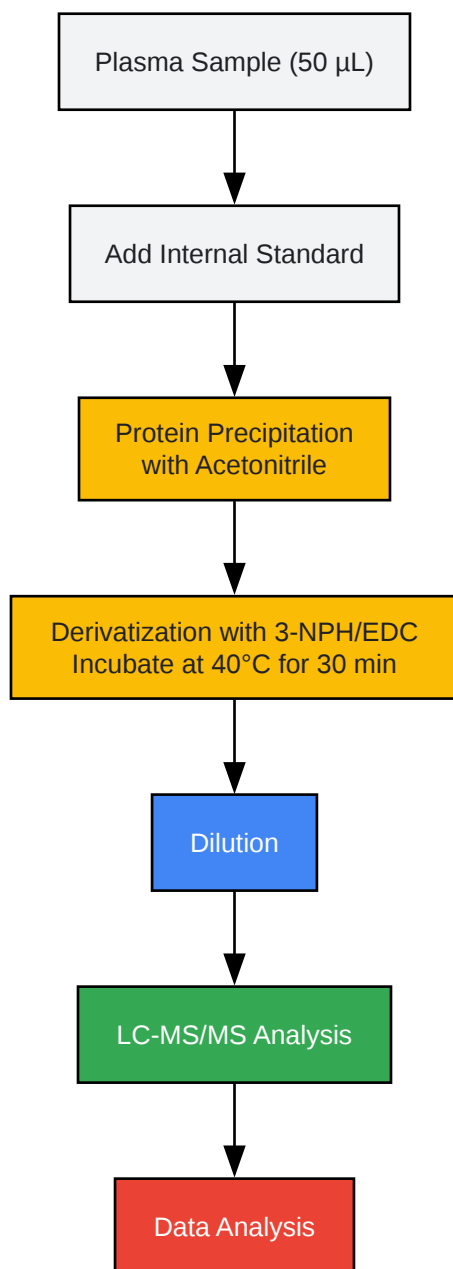 Plasma Sample (50 µL)
Add Internal Standard
Protein Precipitation
with Acetonitrile
Derivatization with 3-NPH/EDC
Incubate at 40°C for 30 min
Dilution
LC-MS/MS Analysis
Data Analysis